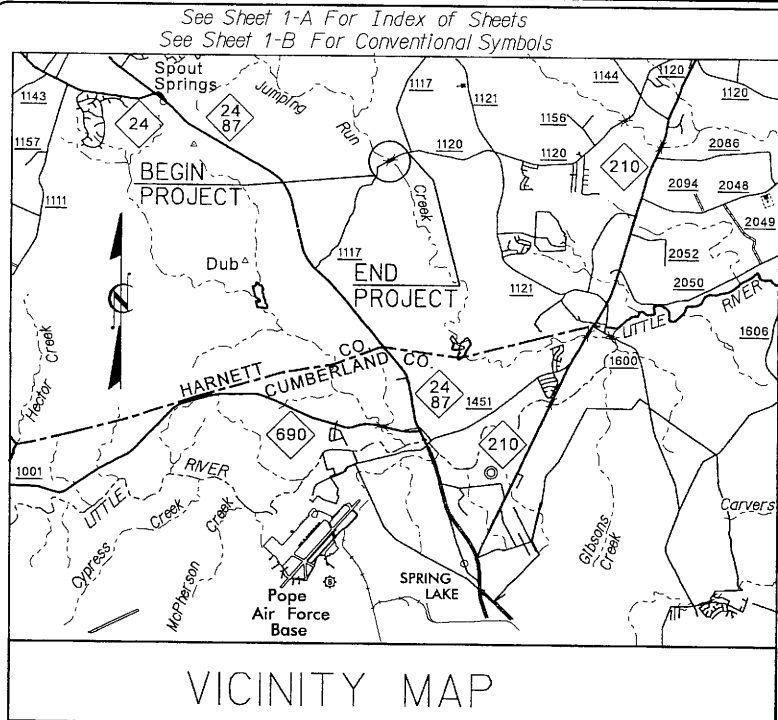 See Sheet 1-A For Index of Sheets
See Sheet 1-B For Conventional Symbols
Spout
Springs
1143
24
24
87
Jumping
Run
Creek
1117
1121
1144
1120
1120
1157
1156
1120
1120
210
2086
BEGIN
PROJECT
1111
2094
2048
2049
Dub
1117
END
PROJECT
2052
2050
1121
LITTLE
RIVER
1606
1600
Hector
Creek
HARNETT
CO.
CUMBERLAND
CO.
24
87
1451
690
210
1001
LITTLE
RIVER
Cypress
Creek
McPherson
Creek
Gibsons
Creek
Carvers
Pope
Air Force
Base
SPRING
LAKE
VICINITY MAP